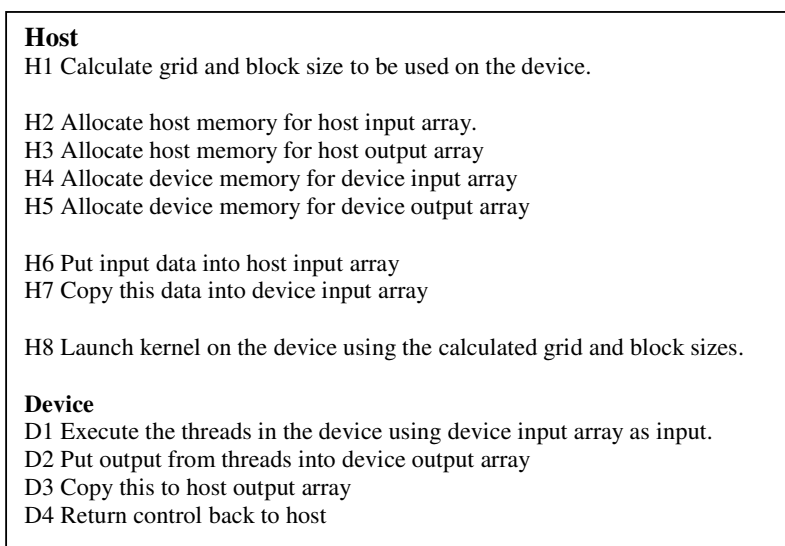 Host
H1 Calculate grid and block size to be used on the device.
H2 Allocate host memory for host input array.
H3 Allocate host memory for host output array
H4 Allocate device memory for device input array
H5 Allocate device memory for device output array
H6 Put input data into host input array
H7 Copy this data into device input array
H8 Launch kernel on the device using the calculated grid and block sizes.
Device
D1 Execute the threads in the device using device input array as input.
D2 Put output from threads into device output array
D3 Copy this to host output array
D4 Return control back to host